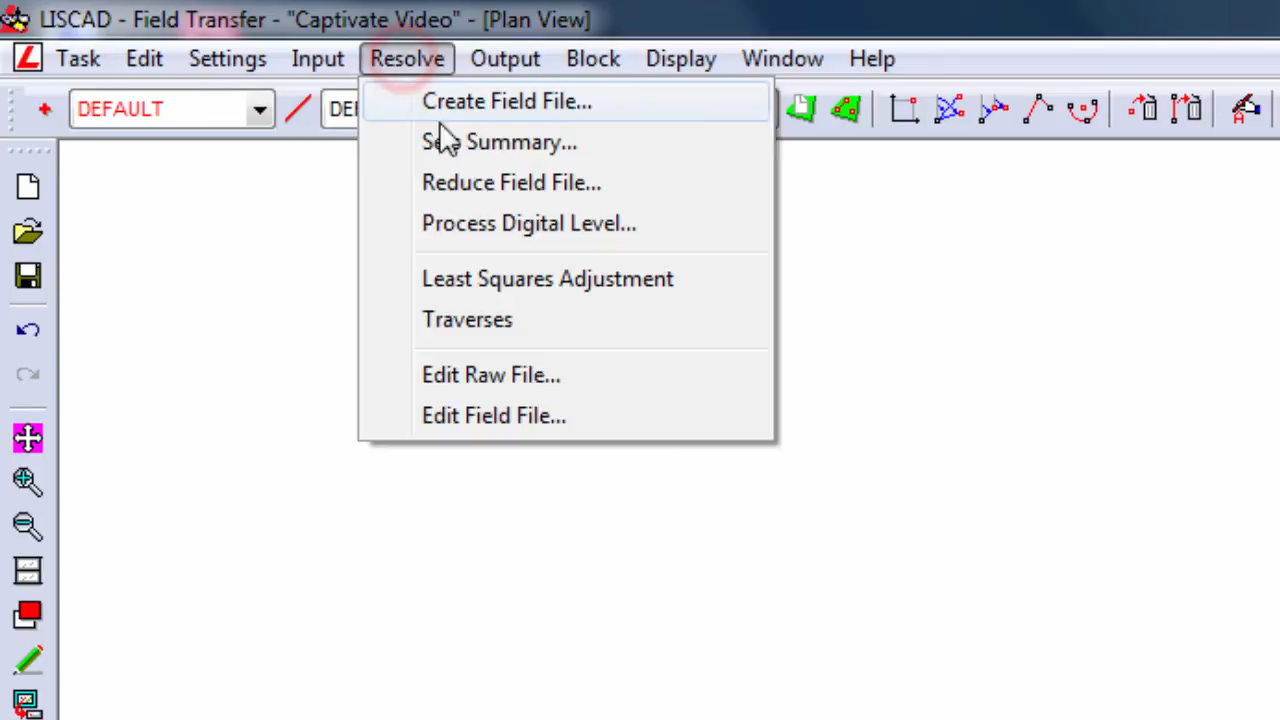 LISCAD - Field Transfer - "Captivate Video" - [Plan View]
Task Edit Settings Input Resolve Output Block Display Window Help
DEFAULT
Create Field File...
Summary...
Reduce Field File...
Process Digital Level...
Least Squares Adjustment
Traverses
Edit Raw File...
Edit Field File...